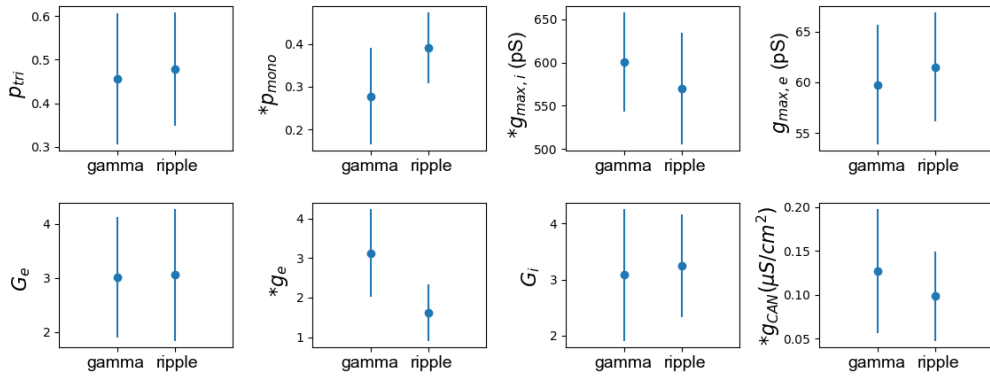 p_tri
0.6
0.5
0.4
0.3
gamma ripple
*p_mono
0.4
0.3
0.2
gamma ripple
*g_max, i (pS)
650
600
550
500
gamma ripple
g_max, e (pS)
65
60
55
gamma ripple
G_e
4
3
2
gamma ripple
*g_e
4
3
2
1
gamma ripple
G_i
4
3
2
gamma ripple
*g_CAN(μS/cm²)
0.20
0.15
0.10
0.05
gamma ripple